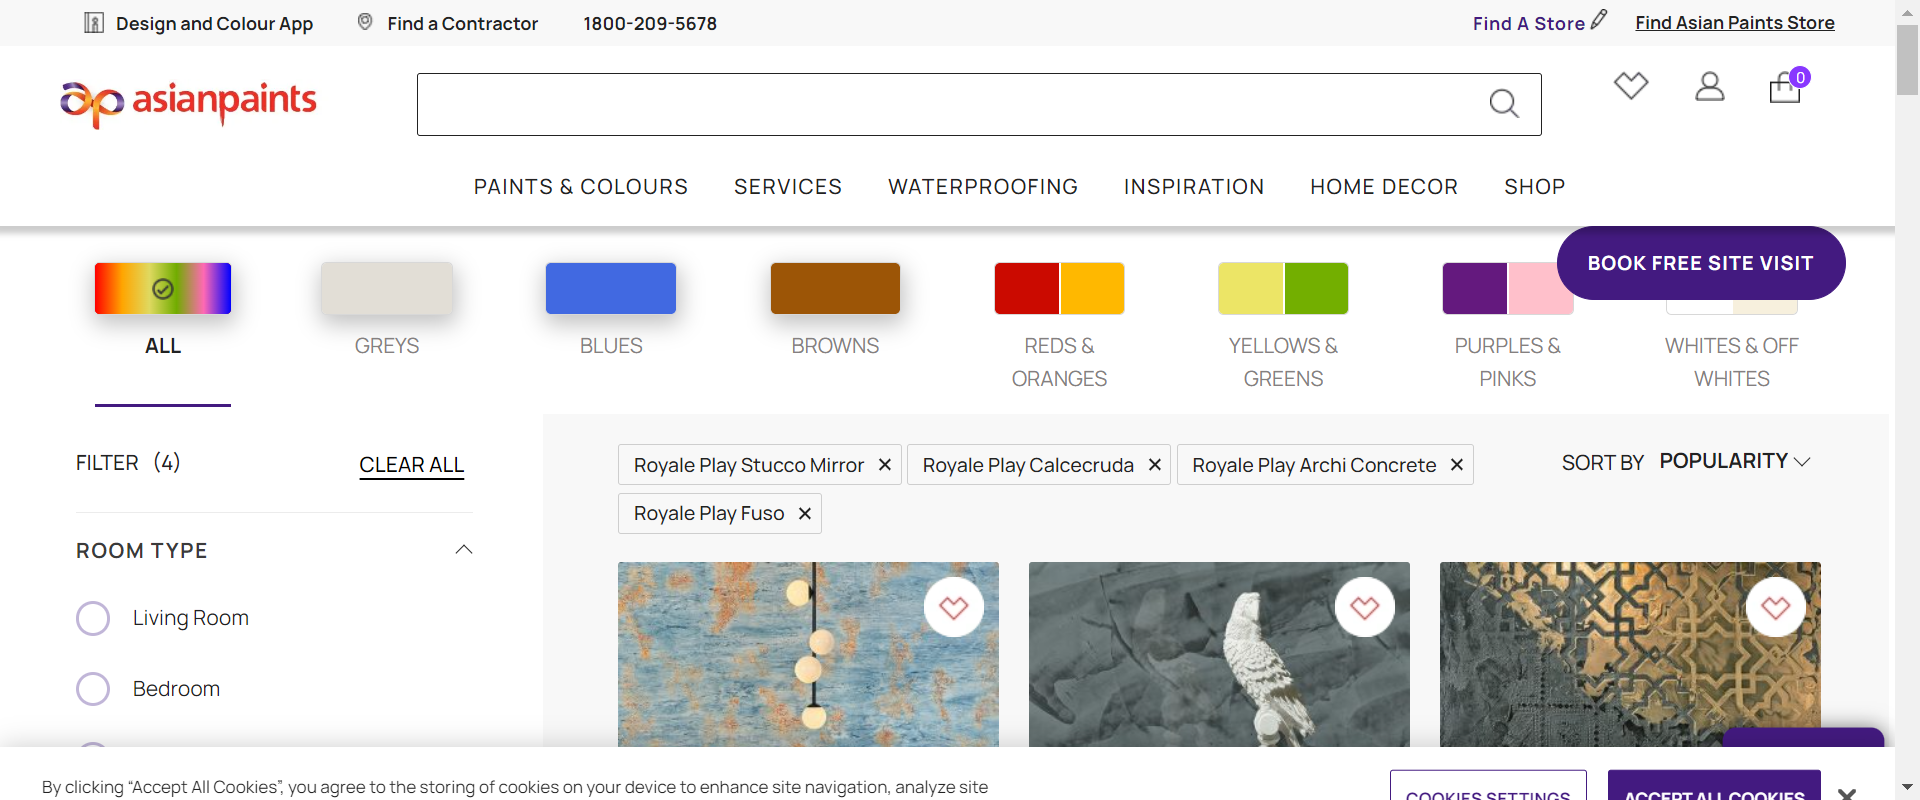 Design and Colour App
Find a Contractor
1800-209-5678
Find A Store
Find Asian Paints Store
ap asianpaints
0
PAINTS & COLOURS
SERVICES
WATERPROOFING
INSPIRATION
HOME DECOR
SHOP
BOOK FREE SITE VISIT
ALL
GREYS
BLUES
BROWNS
REDS &
ORANGES
YELLOWS &
GREENS
PURPLES &
PINKS
WHITES & OFF
WHITES
FILTER (4)
CLEAR ALL
Royale Play Stucco Mirror
Royale Play Calcecruda
Royale Play Archi Concrete
Royale Play Fuso
SORT BY POPULARITY
ROOM TYPE
Living Room
Bedroom
By clicking “Accept All Cookies”, you agree to the storing of cookies on your device to enhance site navigation, analyze site
COOKIES SETTINGS
ACCEPT ALL COOKIES